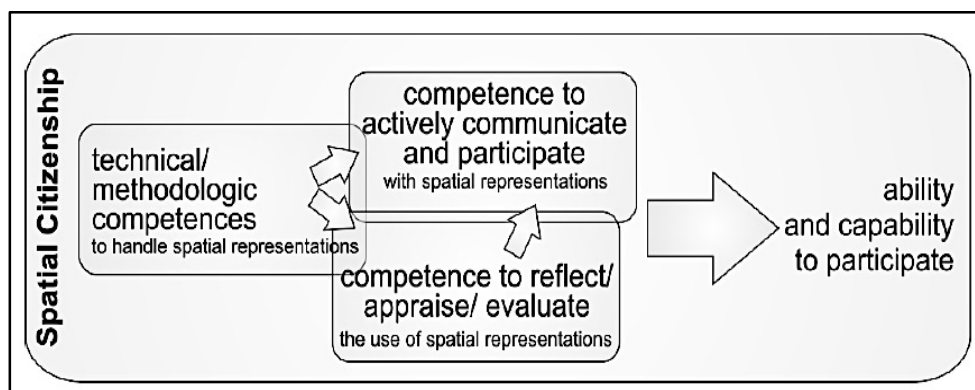 Spatial Citizenship
technical/
methodologic
competences
to handle spatial representations
competence to
actively communicate
and participate
with spatial representations
competence to reflect/
appraise/ evaluate
the use of spatial representations
ability
and capability
to participate